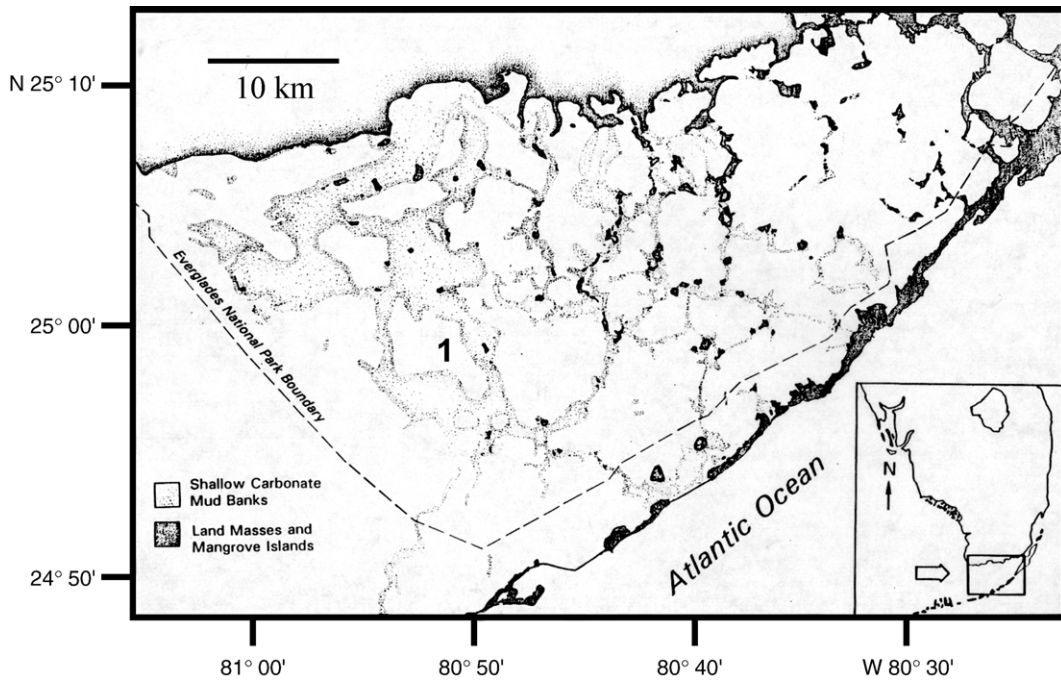 N 25° 10'
10 km
25° 00'
1
Everglades National Park Boundary
Shallow Carbonate
Mud Banks
Land Masses and
Mangrove Islands
Atlantic Ocean
N
24° 50'
81° 00'
80° 50'
80° 40'
W 80° 30'